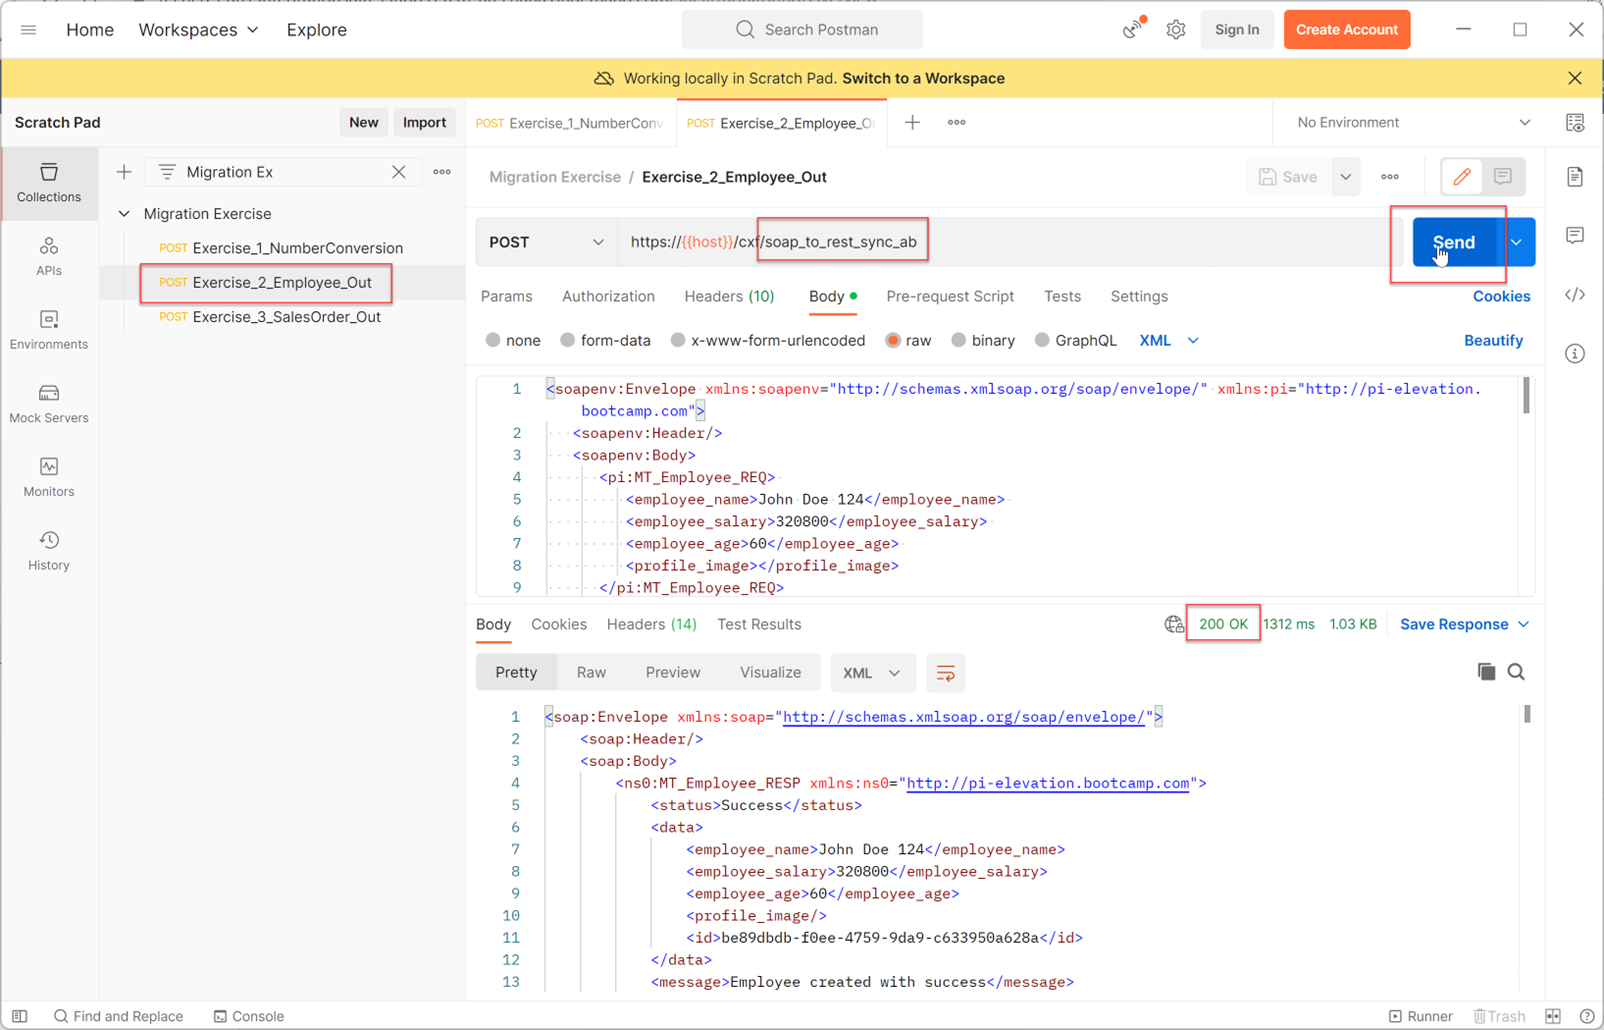 Home Workspaces Explore Search Postman Sign In Create Account
Working locally in Scratch Pad. Switch to a Workspace
Scratch Pad New Import POST Exercise_1_NumberConv POST Exercise_2_Employee_Ou No Environment
Migration Ex
Migration Exercise / Exercise_2_Employee_Out Save
Collections
Migration Exercise
POST Exercise_1_NumberConversion
POST Exercise_2_Employee_Out
POST Exercise_3_SalesOrder_Out
APIs
Environments
Mock Servers
Monitors
History
POST https://{{host}}/cxf/soap_to_rest_sync_ab Send
Params Authorization Headers (10) Body Pre-request Script Tests Settings Cookies
none form-data x-www-form-urlencoded raw binary GraphQL XML Beautify
1 <soapenv:Envelope xmlns:soapenv="http://schemas.xmlsoap.org/soap/envelope/" xmlns:pi="http://pi-elevation.
bootcamp.com">
2 <soapenv:Header/>
3 <soapenv:Body>
4 <pi:MT_Employee_REQ>
5 <employee_name>John Doe 124</employee_name>
6 <employee_salary>320800</employee_salary>
7 <employee_age>60</employee_age>
8 <profile_image></profile_image>
9 </pi:MT_Employee_REQ>
Body Cookies Headers (14) Test Results 200 OK 1312 ms 1.03 KB Save Response
Pretty Raw Preview Visualize XML
1 <soap:Envelope xmlns:soap="http://schemas.xmlsoap.org/soap/envelope/">
2 <soap:Header/>
3 <soap:Body>
4 <ns0:MT_Employee_RESP xmlns:ns0="http://pi-elevation.bootcamp.com">
5 <status>Success</status>
6 <data>
7 <employee_name>John Doe 124</employee_name>
8 <employee_salary>320800</employee_salary>
9 <employee_age>60</employee_age>
10 <profile_image/>
11 <id>be89dbdb-f0ee-4759-9da9-c633950a628a</id>
12 </data>
13 <message>Employee created with success</message>
Find and Replace Console Runner Trash